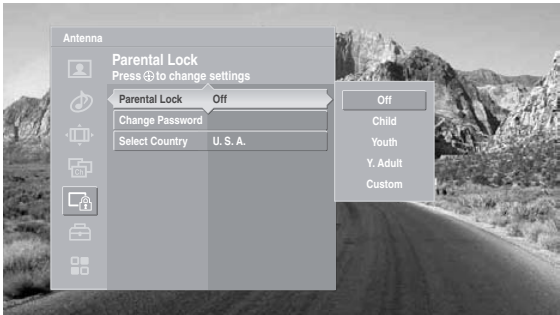 Antenna
Parental Lock
Press ⊕ to change settings
Parental Lock Off
Change Password
Select Country U. S. A.
Off
Child
Youth
Y. Adult
Custom
Ch